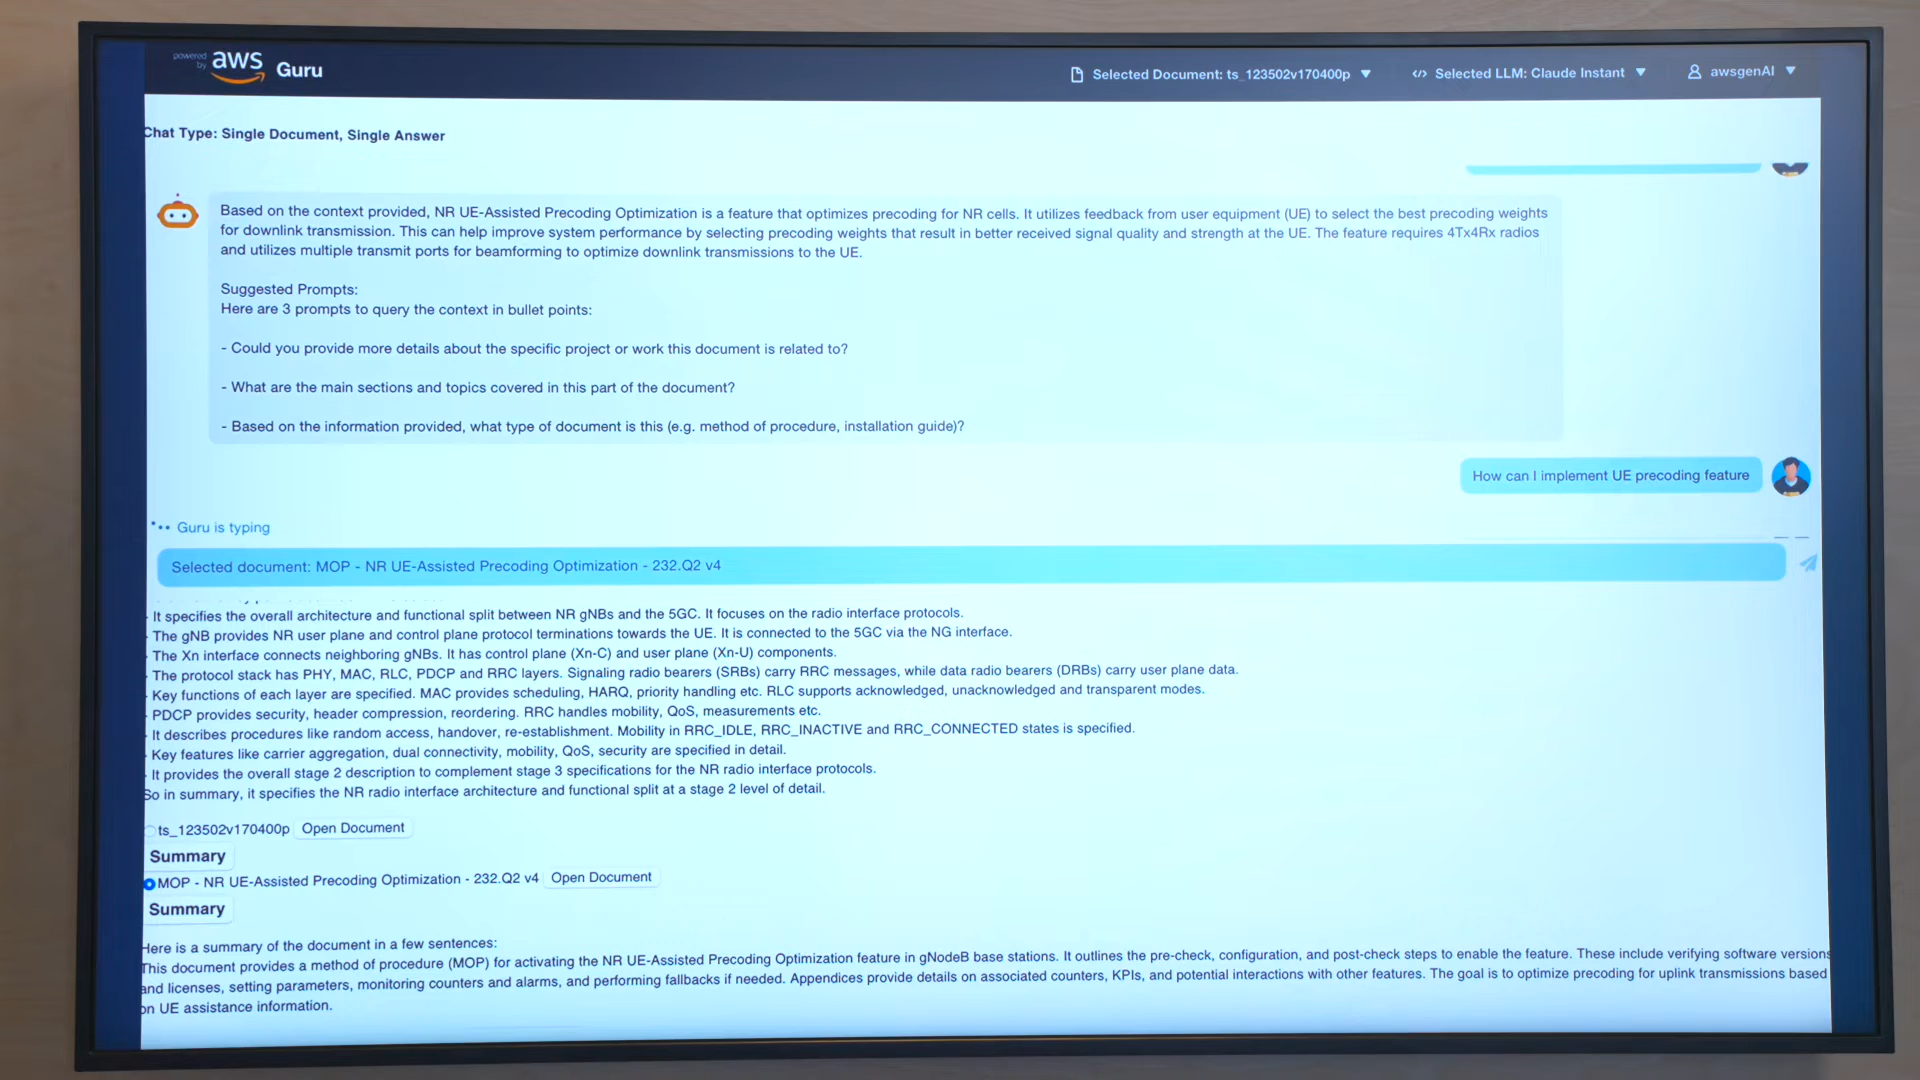 powered by aws Guru
Selected Document: ts_123502v170400p
Selected LLM: Claude Instant
awsgenAI
Chat Type: Single Document, Single Answer
Based on the context provided, NR UE-Assisted Precoding Optimization is a feature that optimizes precoding for NR cells. It utilizes feedback from user equipment (UE) to select the best precoding weights
for downlink transmission. This can help improve system performance by selecting precoding weights that result in better received signal quality and strength at the UE. The feature requires 4Tx4Rx radios
and utilizes multiple transmit ports for beamforming to optimize downlink transmissions to the UE.
Suggested Prompts:
Here are 3 prompts to query the context in bullet points:
- Could you provide more details about the specific project or work this document is related to?
- What are the main sections and topics covered in this part of the document?
- Based on the information provided, what type of document is this (e.g. method of procedure, installation guide)?
How can I implement UE precoding feature
Guru is typing
Selected document: MOP - NR UE-Assisted Precoding Optimization - 232.Q2 v4
- It specifies the overall architecture and functional split between NR gNBs and the 5GC. It focuses on the radio interface protocols.
- The gNB provides NR user plane and control plane protocol terminations towards the UE. It is connected to the 5GC via the NG interface.
- The Xn interface connects neighboring gNBs. It has control plane (Xn-C) and user plane (Xn-U) components.
- The protocol stack has PHY, MAC, RLC, PDCP and RRC layers. Signaling radio bearers (SRBs) carry RRC messages, while data radio bearers (DRBs) carry user plane data.
- Key functions of each layer are specified. MAC provides scheduling, HARQ, priority handling etc. RLC supports acknowledged, unacknowledged and transparent modes.
- PDCP provides security, header compression, reordering. RRC handles mobility, QoS, measurements etc.
- It describes procedures like random access, handover, re-establishment. Mobility in RRC_IDLE, RRC_INACTIVE and RRC_CONNECTED states is specified.
- Key features like carrier aggregation, dual connectivity, mobility, QoS, security are specified in detail.
- It provides the overall stage 2 description to complement stage 3 specifications for the NR radio interface protocols.
So in summary, it specifies the NR radio interface architecture and functional split at a stage 2 level of detail.
ts_123502v170400p Open Document
Summary
MOP - NR UE-Assisted Precoding Optimization - 232.Q2 v4 Open Document
Summary
Here is a summary of the document in a few sentences:
This document provides a method of procedure (MOP) for activating the NR UE-Assisted Precoding Optimization feature in gNodeB base stations. It outlines the pre-check, configuration, and post-check steps to enable the feature. These include verifying software versions
and licenses, setting parameters, monitoring counters and alarms, and performing fallbacks if needed. Appendices provide details on associated counters, KPIs, and potential interactions with other features. The goal is to optimize precoding for uplink transmissions based
on UE assistance information.